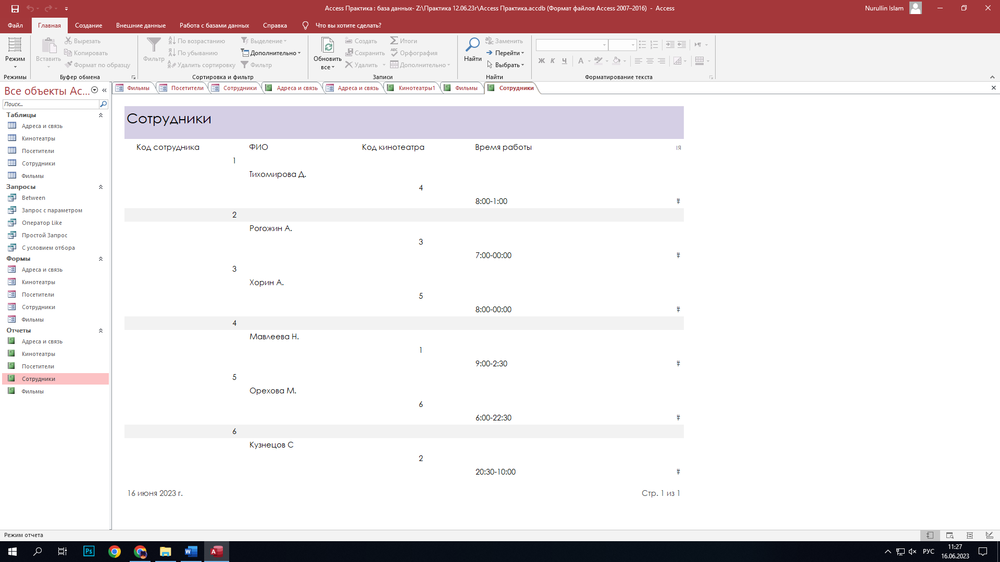 Access Практика : база данных- Z:\Практика 12.06.23г\Access Практика.accdb (Формат файлов Access 2007–2016) - Access
Nurullin Islam
Файл Главная Создание Внешние данные Работа с базами данных Справка Что вы хотите сделать?
Режим
Режимы
Вставить
Вырезать
Копировать
Формат по образцу
Буфер обмена
Фильтр
По возрастанию
По убыванию
Удалить сортировку
Выделение
Дополнительно
Фильтр
Сортировка и фильтр
Обновить
все
Создать
Сохранить
Удалить
Итоги
Орфография
Дополнительно
Записи
Найти
Заменить
Перейти
Выбрать
Найти
Ж К Ч А
Форматирование текста
Все объекты Ac...
Поиск...
Таблицы
Адреса и связь
Кинотеатры
Посетители
Сотрудники
Фильмы
Запросы
Between
Запрос с параметром
Оператор Like
Простой Запрос
С условием отбора
Формы
Адреса и связь
Кинотеатры
Посетители
Сотрудники
Фильмы
Отчеты
Адреса и связь
Кинотеатры
Посетители
Сотрудники
Фильмы
Фильмы Посетители Сотрудники Адреса и связь Адреса и связь Кинотеатры1 Фильмы Сотрудники
Сотрудники
Код сотрудника ФИО Код кинотеатра Время работы
1
Тихомирова Д.
4
8:00-1:00 #
2
Рогожин А.
3
7:00-00:00 #
3
Хорин А.
5
8:00-00:00 #
4
Мавлеева Н.
1
9:00-2:30 #
5
Орехова М.
6
6:00-22:30 #
6
Кузнецов С
2
20:30-10:00 #
16 июня 2023 г. Стр. 1 из 1
Режим отчета
Ps
W
A
РУС
11:27
16.06.2023